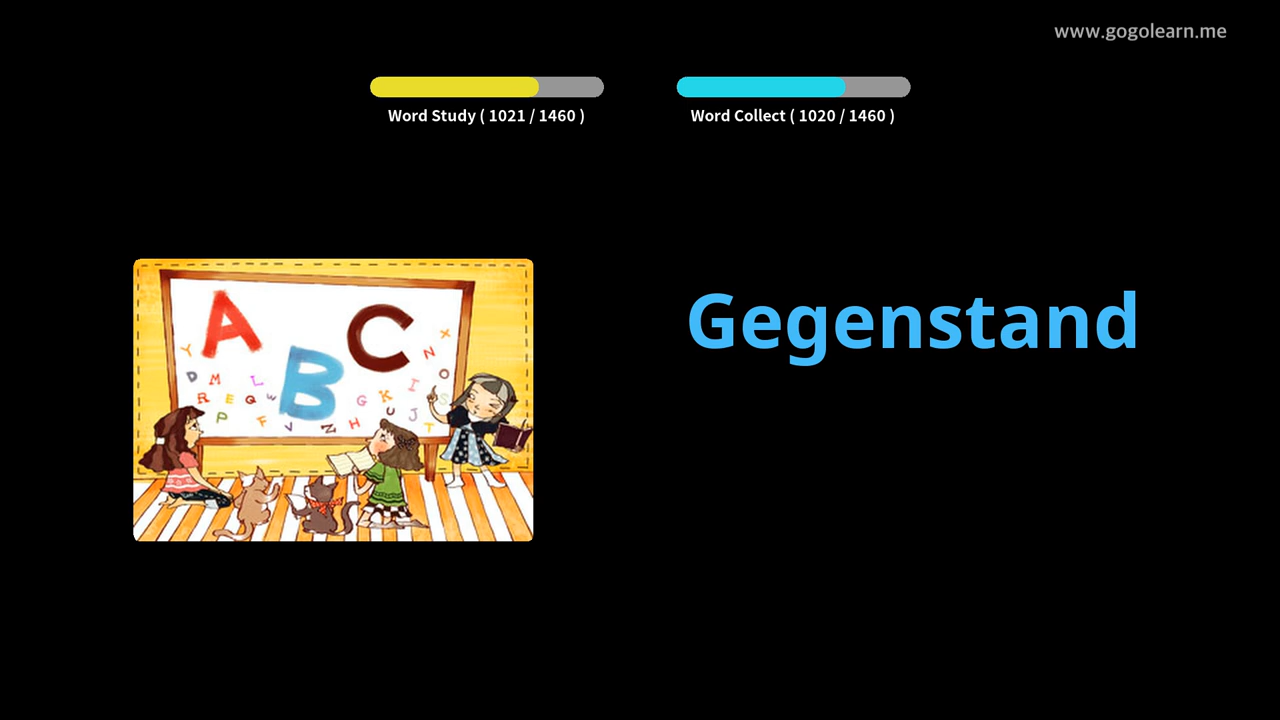 www.gogolearn.me
Word Study ( 1021 / 1460 )
Word Collect ( 1020 / 1460 )
Gegenstand
A
C
B
Y
X
N
D
M
L
O
I
R
E
Q
W
G
K
S
P
F
V
Z
H
U
J
T